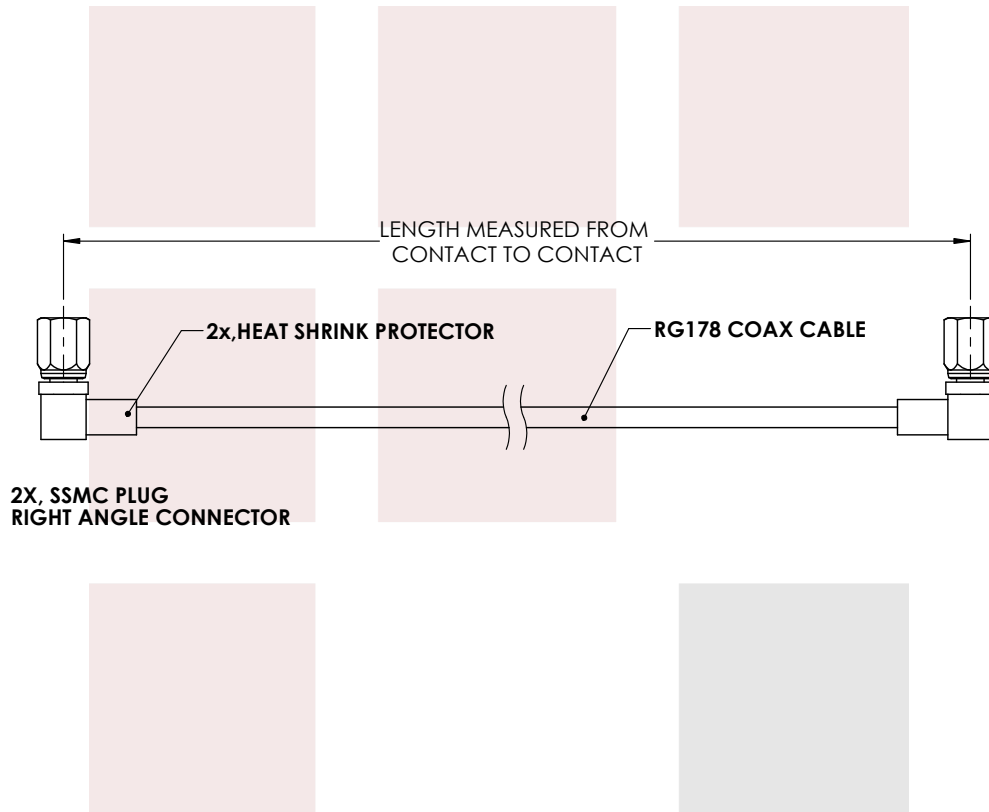 LENGTH MEASURED FROM
CONTACT TO CONTACT
2x,HEAT SHRINK PROTECTOR
RG178 COAX CABLE
2X, SSMC PLUG
RIGHT ANGLE CONNECTOR